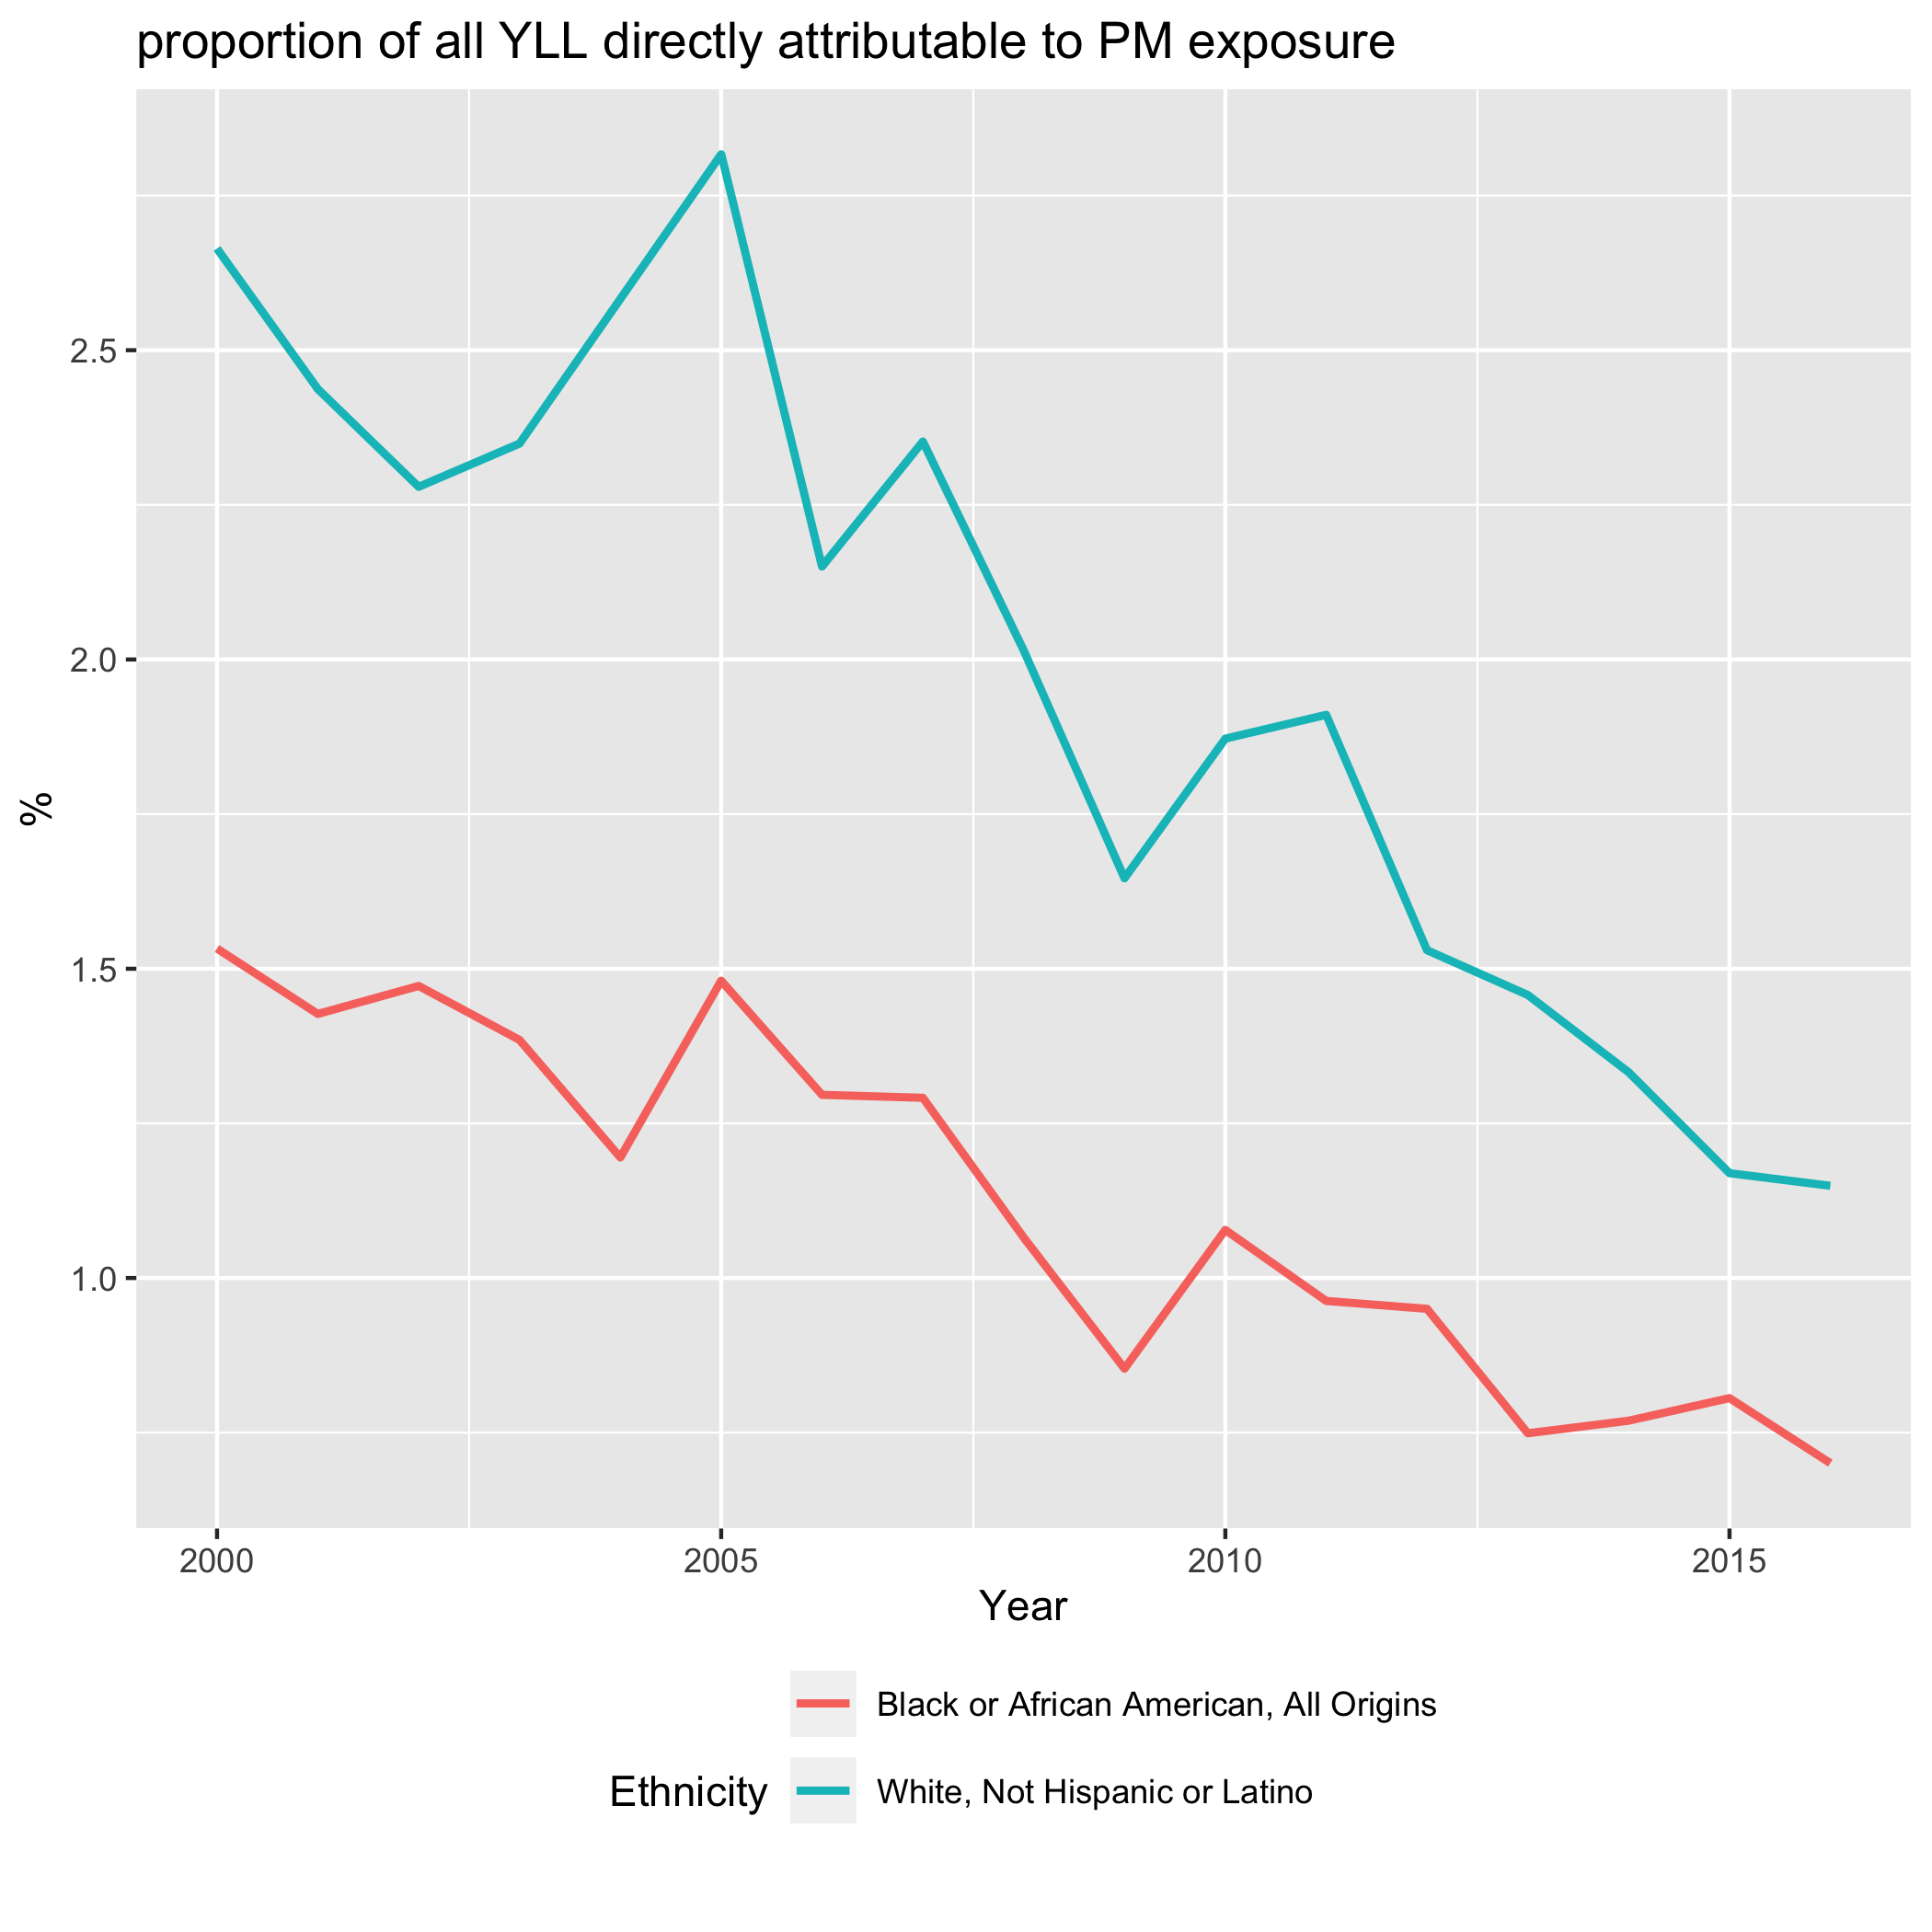 proportion of all YLL directly attributable to PM exposure
2.5
2.0
1.5
1.0
%
2000 2005 2010 2015
Year
Ethnicity
Black or African American, All Origins
White, Not Hispanic or Latino